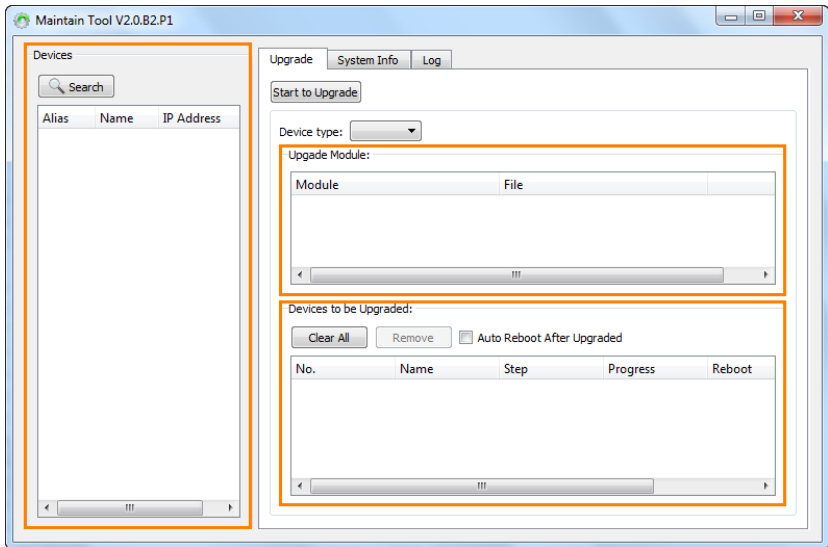 Maintain Tool V2.0.B2.P1
Devices
Search
Alias Name IP Address
Upgrade System Info Log
Start to Upgrade
Device type:
Upgade Module:
Module File
Devices to be Upgraded:
Clear All Remove Auto Reboot After Upgraded
No. Name Step Progress Reboot